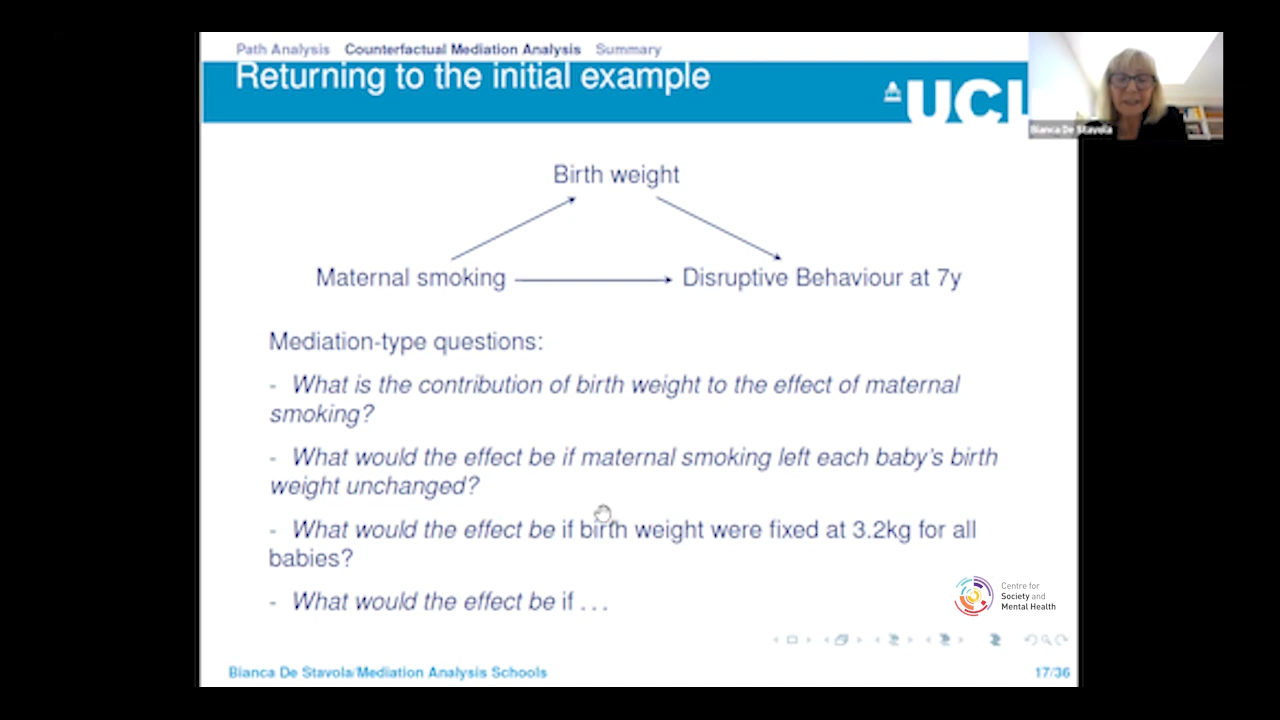 Path Analysis Counterfactual Mediation Analysis Summary
Returning to the initial example
UCL
Bianca De Stavola
Birth weight
Maternal smoking
Disruptive Behaviour at 7y
Mediation-type questions:
- What is the contribution of birth weight to the effect of maternal
smoking?
- What would the effect be if maternal smoking left each baby's birth
weight unchanged?
- What would the effect be if birth weight were fixed at 3.2kg for all
babies?
- What would the effect be if . . .
Centre for
Society and
Mental Health
Bianca De Stavola/Mediation Analysis Schools
17/36